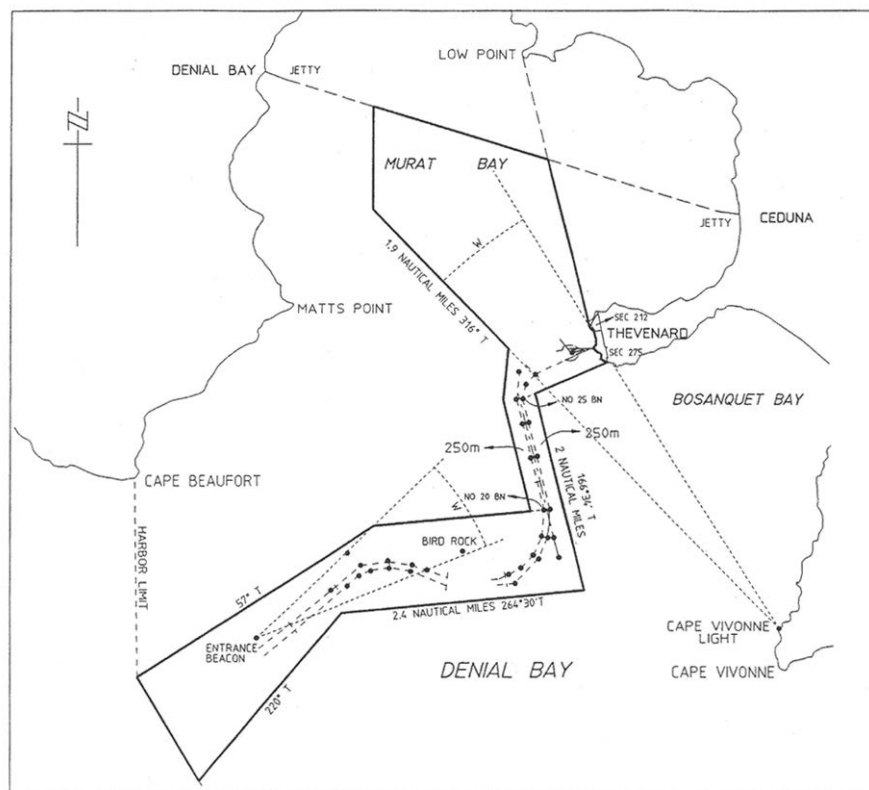 LOW POINT
DENIAL BAY
JETTY
N
MURAT BAY
JETTY
CEDUNA
W
1.9 NAUTICAL MILES 316° T
MATTS POINT
SEC 212
THEVENARD
SEC 275
NO 25 BN
BOSANQUET BAY
250m
250m
2 NAUTICAL MILES
166°34' T
CAPE BEAUFORT
NO 20 BN
W
HARBOR LIMIT
BIRD ROCK
57° T
2.4 NAUTICAL MILES 264°30'T
ENTRANCE
BEACON
CAPE VIVONNE
LIGHT
DENIAL BAY
CAPE VIVONNE
220° T